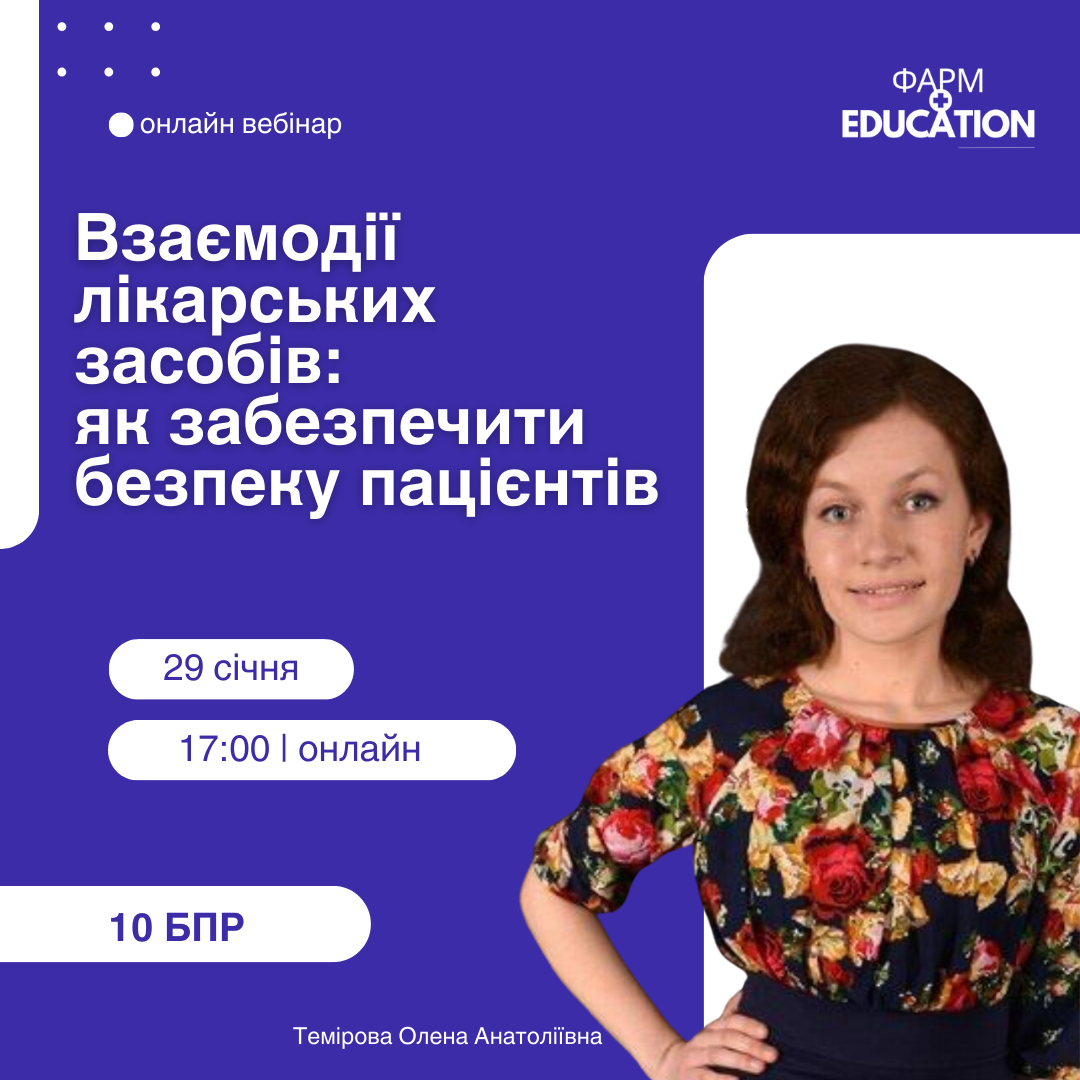 онлайн вебінар
ФАРМ
EDUCATION
Взаємодії
лікарських
засобів:
як забезпечити
безпеку пацієнтів
29 січня
17:00 | онлайн
10 БПР
Темірова Олена Анатоліївна